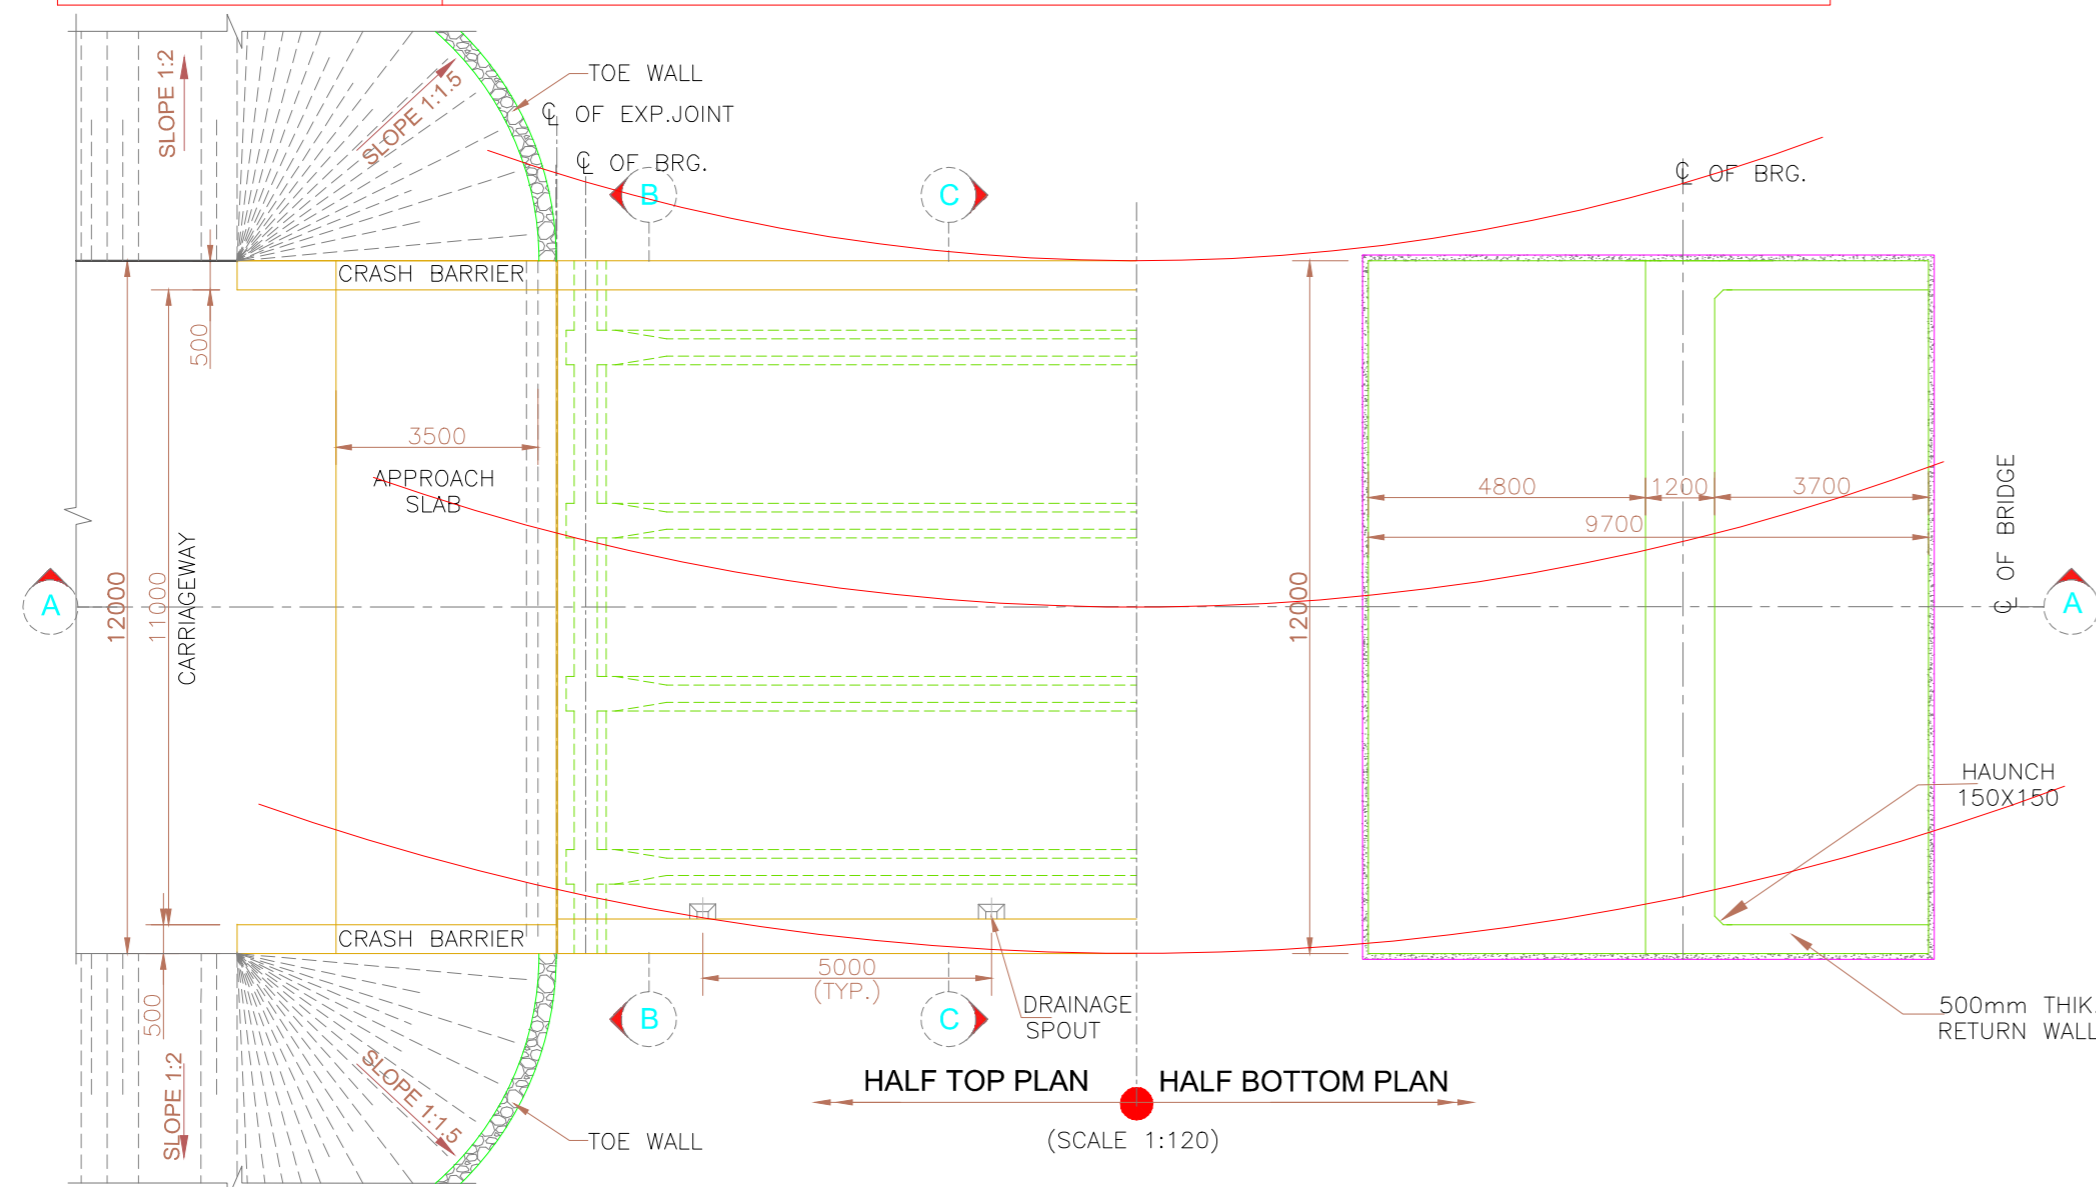 SLOPE 1:2
SLOPE 1:1.5
TOE WALL
℄ OF EXP.JOINT
℄ OF BRG.
B
C
℄ OF BRG.
CRASH BARRIER
500
3500
APPROACH
SLAB
4800
1200
3700
9700
℄ OF BRIDGE
A
12000
11000
CARRIAGEWAY
12000
A
HAUNCH
150X150
CRASH BARRIER
500
5000
(TYP.)
DRAINAGE
SPOUT
B
C
500mm THIK.
RETURN WALL
SLOPE 1:2
SLOPE 1:1.5
TOE WALL
HALF TOP PLAN
HALF BOTTOM PLAN
(SCALE 1:120)